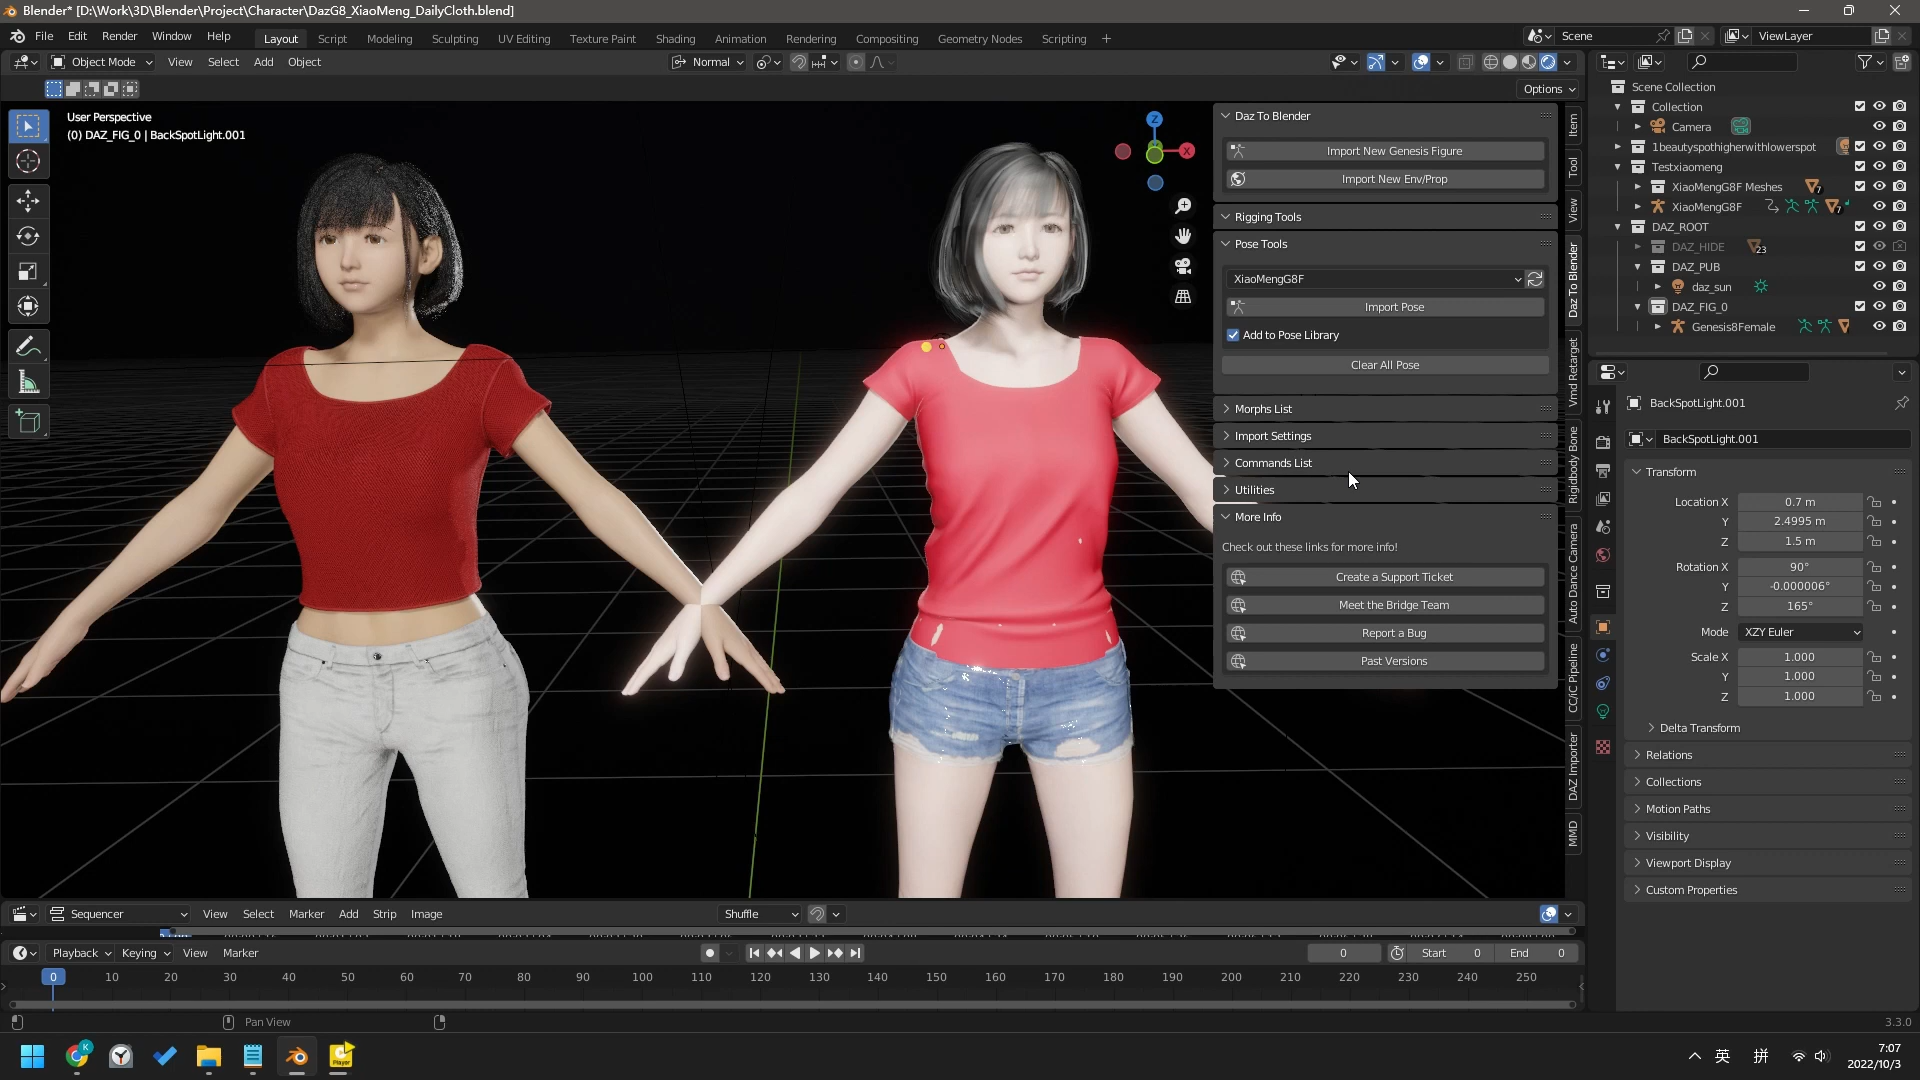 Blender* [D:\Work\3D\Blender\Project\Character\DazG8_XiaoMeng_DailyCloth.blend]
File Edit Render Window Help Layout Script Modeling Sculpting UV Editing Texture Paint Shading Animation Rendering Compositing Geometry Nodes Scripting + Scene ViewLayer
Object Mode View Select Add Object Normal
Options
User Perspective
(0) DAZ_FIG_0 | BackSpotLight.001
Z
X
Daz To Blender
Import New Genesis Figure
Import New Env/Prop
Rigging Tools
Pose Tools
XiaoMengG8F
Import Pose
Add to Pose Library
Clear All Pose
Morphs List
Import Settings
Commands List
Utilities
More Info
Check out these links for more info!
Create a Support Ticket
Meet the Bridge Team
Report a Bug
Past Versions
Item
Tool
View
Daz To Blender
Vmd Retarget
Rigidbody Bone
Auto Dance Camera
CC/iC Pipeline
DAZ Importer
MMD
Scene Collection
Collection
Camera
1beautyspothigherwithlowerspot
Testxiaomeng
XiaoMengG8F Meshes 7
XiaoMengG8F 7
DAZ_ROOT
DAZ_HIDE 23
DAZ_PUB
daz_sun
DAZ_FIG_0
Genesis8Female
BackSpotLight.001
BackSpotLight.001
Transform
Location X 0.7 m
Y 2.4995 m
Z 1.5 m
Rotation X 90°
Y -0.000006°
Z 165°
Mode XZY Euler
Scale X 1.000
Y 1.000
Z 1.000
Delta Transform
Relations
Collections
Motion Paths
Visibility
Viewport Display
Custom Properties
Sequencer View Select Marker Add Strip Image Shuffle
Playback Keying View Marker 0 Start 0 End 0
0 10 20 30 40 50 60 70 80 90 100 110 120 130 140 150 160 170 180 190 200 210 220 230 240 250
Pan View 3.3.0
K
Player
英 拼
7:07
2022/10/3